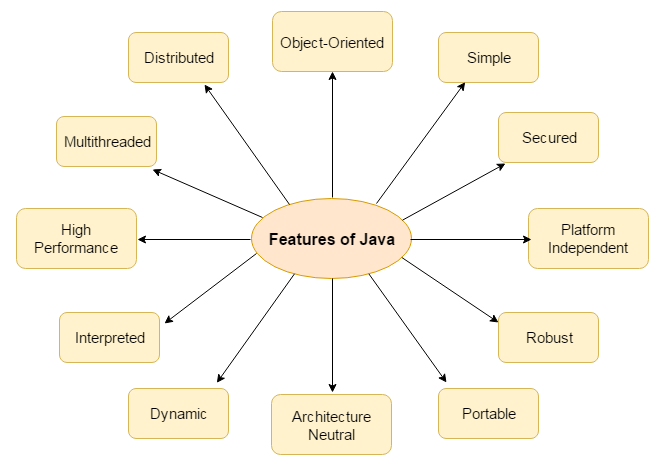 Object-Oriented
Distributed
Simple
Multithreaded
Secured
High
Performance
Features of Java
Platform
Independent
Interpreted
Robust
Dynamic
Architecture
Neutral
Portable